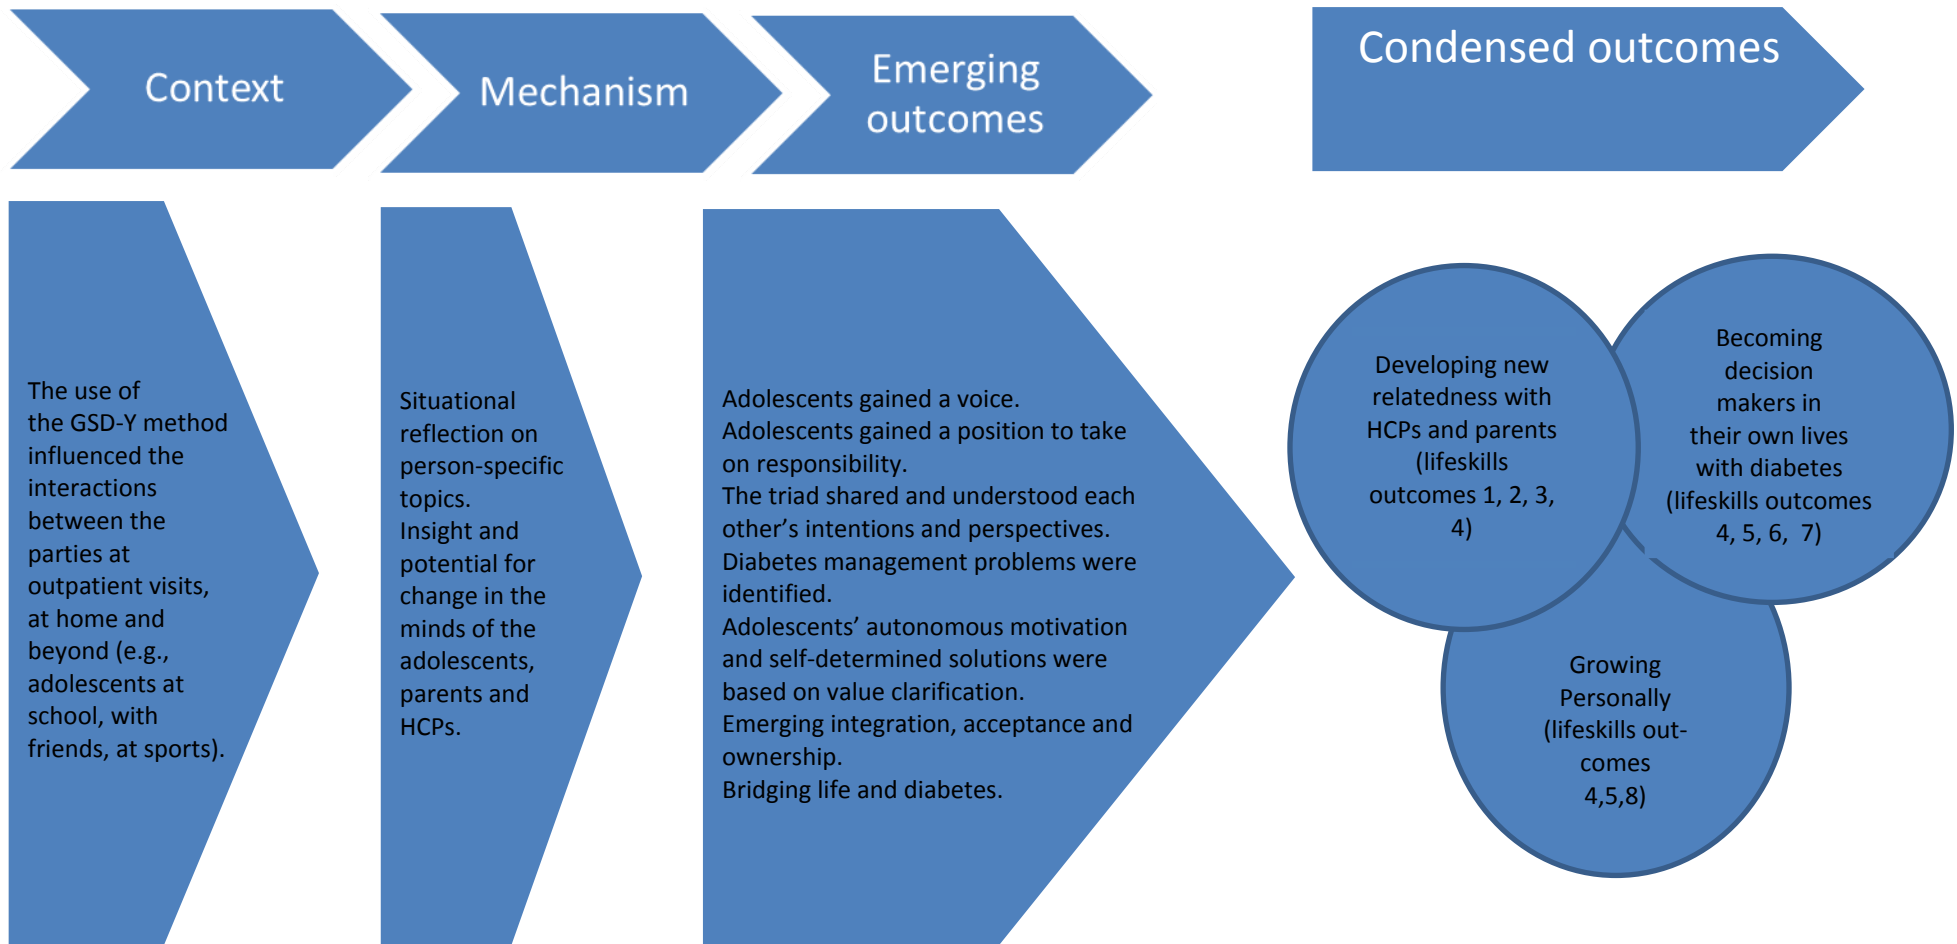 Context
Mechanism
Emerging
outcomes
Condensed outcomes
The use of
the GSD-Y method
influenced the
interactions
between the
parties at
outpatient visits,
at home and
beyond (e.g.,
adolescents at
school, with
friends, at sports).
Situational
reflection on
person-specific
topics.
Insight and
potential for
change in the
minds of the
adolescents,
parents and
HCPs.
Adolescents gained a voice.
Adolescents gained a position to take
on responsibility.
The triad shared and understood each
other’s intentions and perspectives.
Diabetes management problems were
identified.
Adolescents’ autonomous motivation
and self-determined solutions were
based on value clarification.
Emerging integration, acceptance and
ownership.
Bridging life and diabetes.
Developing new
relatedness with
HCPs and parents
(lifeskills
outcomes 1, 2, 3,
4)
Becoming
decision
makers in
their own lives
with diabetes
(lifeskills outcomes
4, 5, 6,  7)
Growing
Personally
(lifeskills out-
comes
4,5,8)